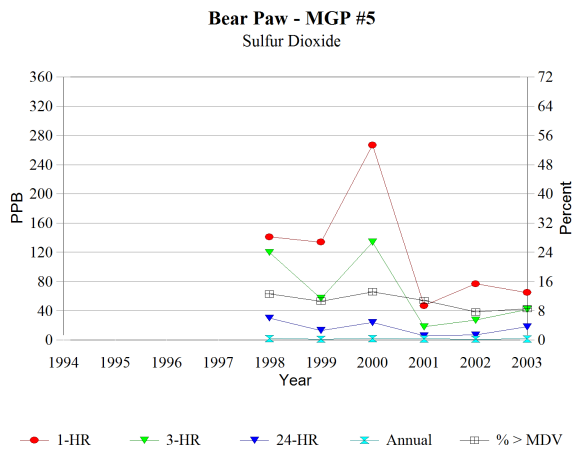 Bear Paw - MGP #5
Sulfur Dioxide
360 72
320 64
280 56
240 48
200 40
160 32
120 24
80 16
40 8
0 0
PPB
Percent
1994 1995 1996 1997 1998 1999 2000 2001 2002 2003
Year
1-HR 3-HR 24-HR Annual % > MDV